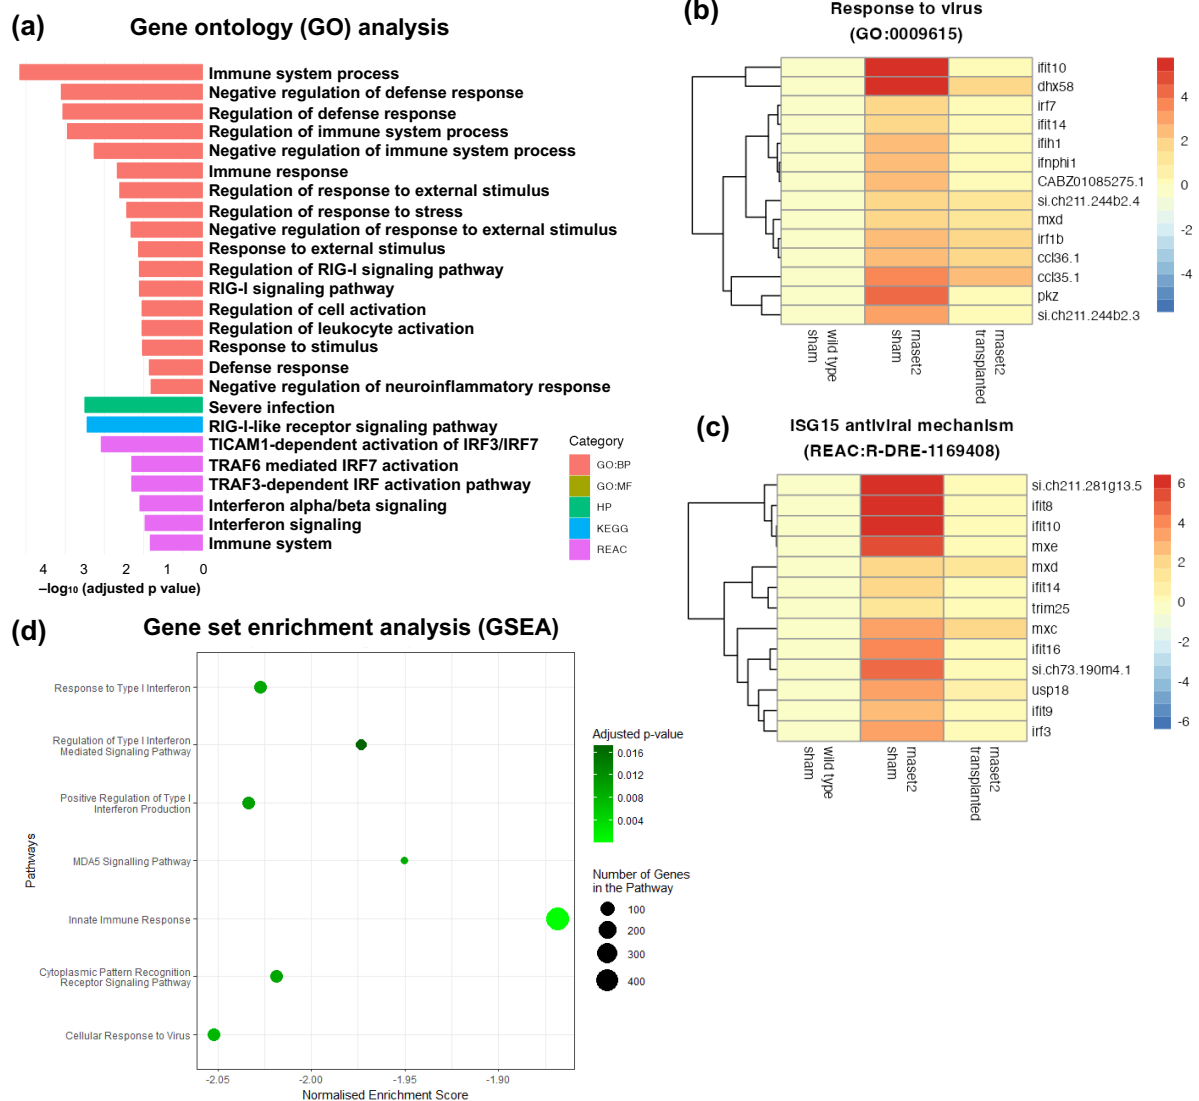 (a)
Gene ontology (GO) analysis
Immune system process
Negative regulation of defense response
Regulation of defense response
Regulation of immune system process
Negative regulation of immune system process
Immune response
Regulation of response to external stimulus
Regulation of response to stress
Negative regulation of response to external stimulus
Response to external stimulus
Regulation of RIG-I signaling pathway
RIG-I signaling pathway
Regulation of cell activation
Regulation of leukocyte activation
Response to stimulus
Defense response
Negative regulation of neuroinflammatory response
Severe infection
RIG-I-like receptor signaling pathway
TICAM1-dependent activation of IRF3/IRF7
TRAF6 mediated IRF7 activation
TRAF3-dependent IRF activation pathway
Interferon alpha/beta signaling
Interferon signaling
Immune system
4 3 2 1 0
–log₁₀ (adjusted p value)
Category
GO:BP
GO:MF
HP
KEGG
REAC
(b)
Response to virus
(GO:0009615)
ifit10
dhx58
irf7
ifit14
ifih1
ifnphi1
CABZ01085275.1
si.ch211.244b2.4
mxd
irf1b
ccl36.1
ccl35.1
pkz
si.ch211.244b2.3
4
2
0
-2
-4
wild type
sham
rnaset2
sham
rnaset2
transplanted
(c)
ISG15 antiviral mechanism
(REAC:R-DRE-1169408)
si.ch211.281g13.5
ifit8
ifit10
mxe
mxd
ifit14
trim25
mxc
ifit16
si.ch73.190m4.1
usp18
ifit9
irf3
6
4
2
0
-2
-4
-6
wild type
sham
rnaset2
sham
rnaset2
transplanted
(d)
Gene set enrichment analysis (GSEA)
Pathways
Response to Type I Interferon
Regulation of Type I Interferon
Mediated Signaling Pathway
Positive Regulation of Type I
Interferon Production
MDA5 Signalling Pathway
Innate Immune Response
Cytoplasmic Pattern Recognition
Receptor Signaling Pathway
Cellular Response to Virus
-2.05 -2.00 -1.95 -1.90
Normalised Enrichment Score
Adjusted p-value
0.016
0.012
0.008
0.004
Number of Genes
in the Pathway
100
200
300
400